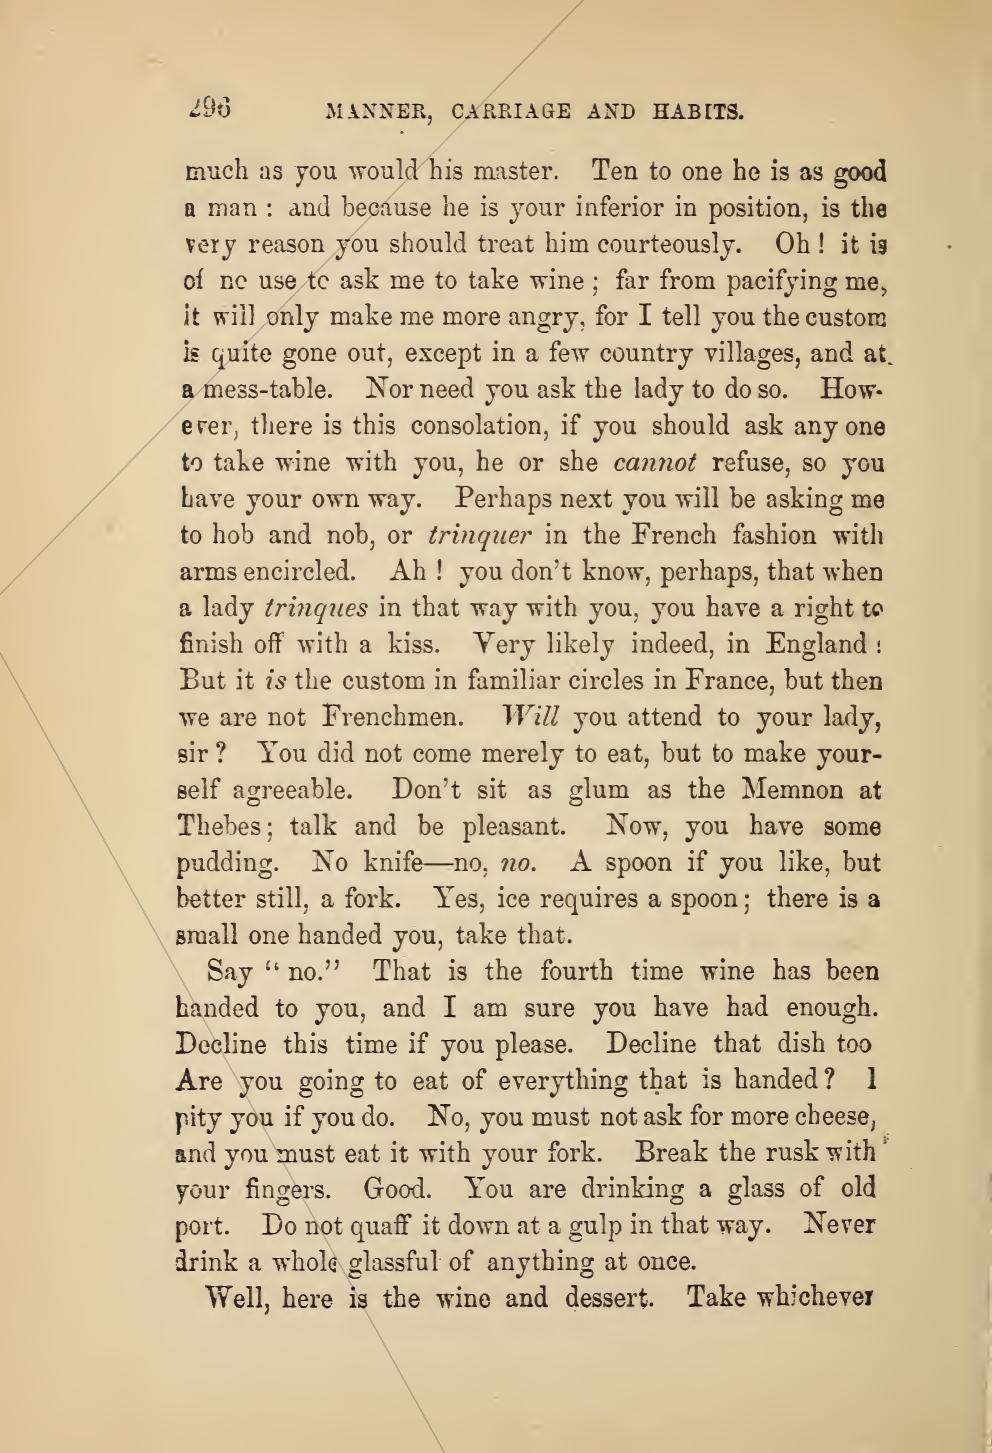 296 MANNER, CARRIAGE AND HABITS.
much as you would his master. Ten to one he is as good
a man : and because he is your inferior in position, is the
very reason you should treat him courteously. Oh ! it is
of no use to ask me to take wine ; far from pacifying me,
it will only make me more angry, for I tell you the custom
is quite gone out, except in a few country villages, and at
a mess-table. Nor need you ask the lady to do so. How-
ever, there is this consolation, if you should ask any one
to take wine with you, he or she cannot refuse, so you
have your own way. Perhaps next you will be asking me
to hob and nob, or trinquer in the French fashion with
arms encircled. Ah ! you don't know, perhaps, that when
a lady trinques in that way with you, you have a right to
finish off with a kiss. Very likely indeed, in England !
But it is the custom in familiar circles in France, but then
we are not Frenchmen. Will you attend to your lady,
sir ? You did not come merely to eat, but to make your-
self agreeable. Don't sit as glum as the Memnon at
Thebes ; talk and be pleasant. Now, you have some
pudding. No knife—no, no. A spoon if you like, but
better still, a fork. Yes, ice requires a spoon ; there is a
small one handed you, take that.
Say " no." That is the fourth time wine has been
handed to you, and I am sure you have had enough.
Decline this time if you please. Decline that dish too
Are you going to eat of everything that is handed ? I
pity you if you do. No, you must not ask for more cheese,
and you must eat it with your fork. Break the rusk with
your fingers. Good. You are drinking a glass of old
port. Do not quaff it down at a gulp in that way. Never
drink a whole glassful of anything at once.
Well, here is the wine and dessert. Take whichever